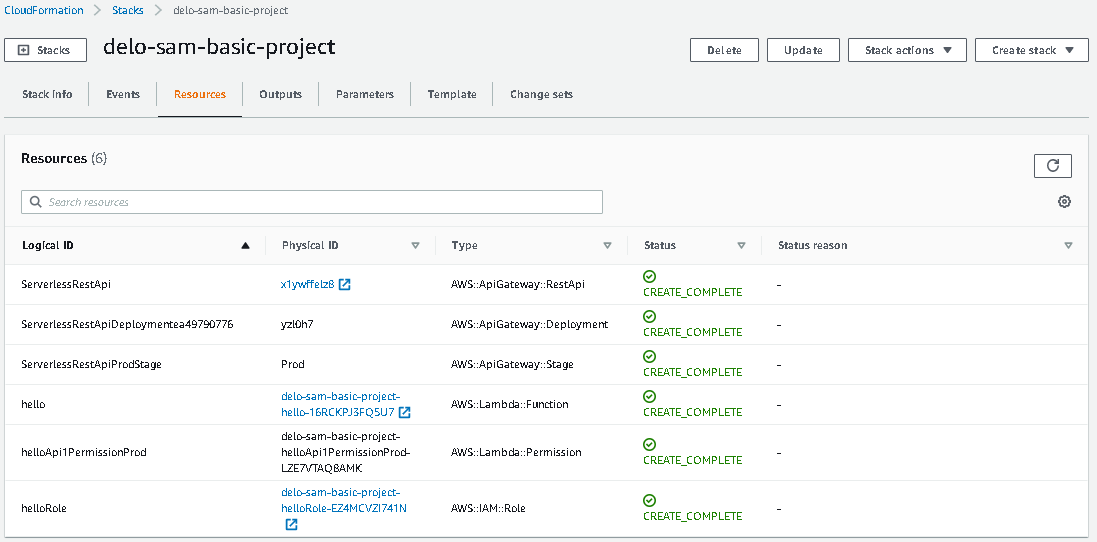 CloudFormation > Stacks > delo-sam-basic-project
Stacks
delo-sam-basic-project
Delete
Update
Stack actions
Create stack
Stack info
Events
Resources
Outputs
Parameters
Template
Change sets
Resources (6)
Search resources
Logical ID
Physical ID
Type
Status
Status reason
ServerlessRestApi
x1ywffelz8
AWS::ApiGateway::RestApi
CREATE_COMPLETE
-
ServerlessRestApiDeploymentea49790776
yzl0h7
AWS::ApiGateway::Deployment
CREATE_COMPLETE
-
ServerlessRestApiProdStage
Prod
AWS::ApiGateway::Stage
CREATE_COMPLETE
-
hello
delo-sam-basic-project-
hello-16RCKPJ3FQ5U7
AWS::Lambda::Function
CREATE_COMPLETE
-
helloApi1PermissionProd
delo-sam-basic-project-
helloApi1PermissionProd-
LZE7VTAQ8AMK
AWS::Lambda::Permission
CREATE_COMPLETE
-
helloRole
delo-sam-basic-project-
helloRole-EZ4MCVZI741N
AWS::IAM::Role
CREATE_COMPLETE
-